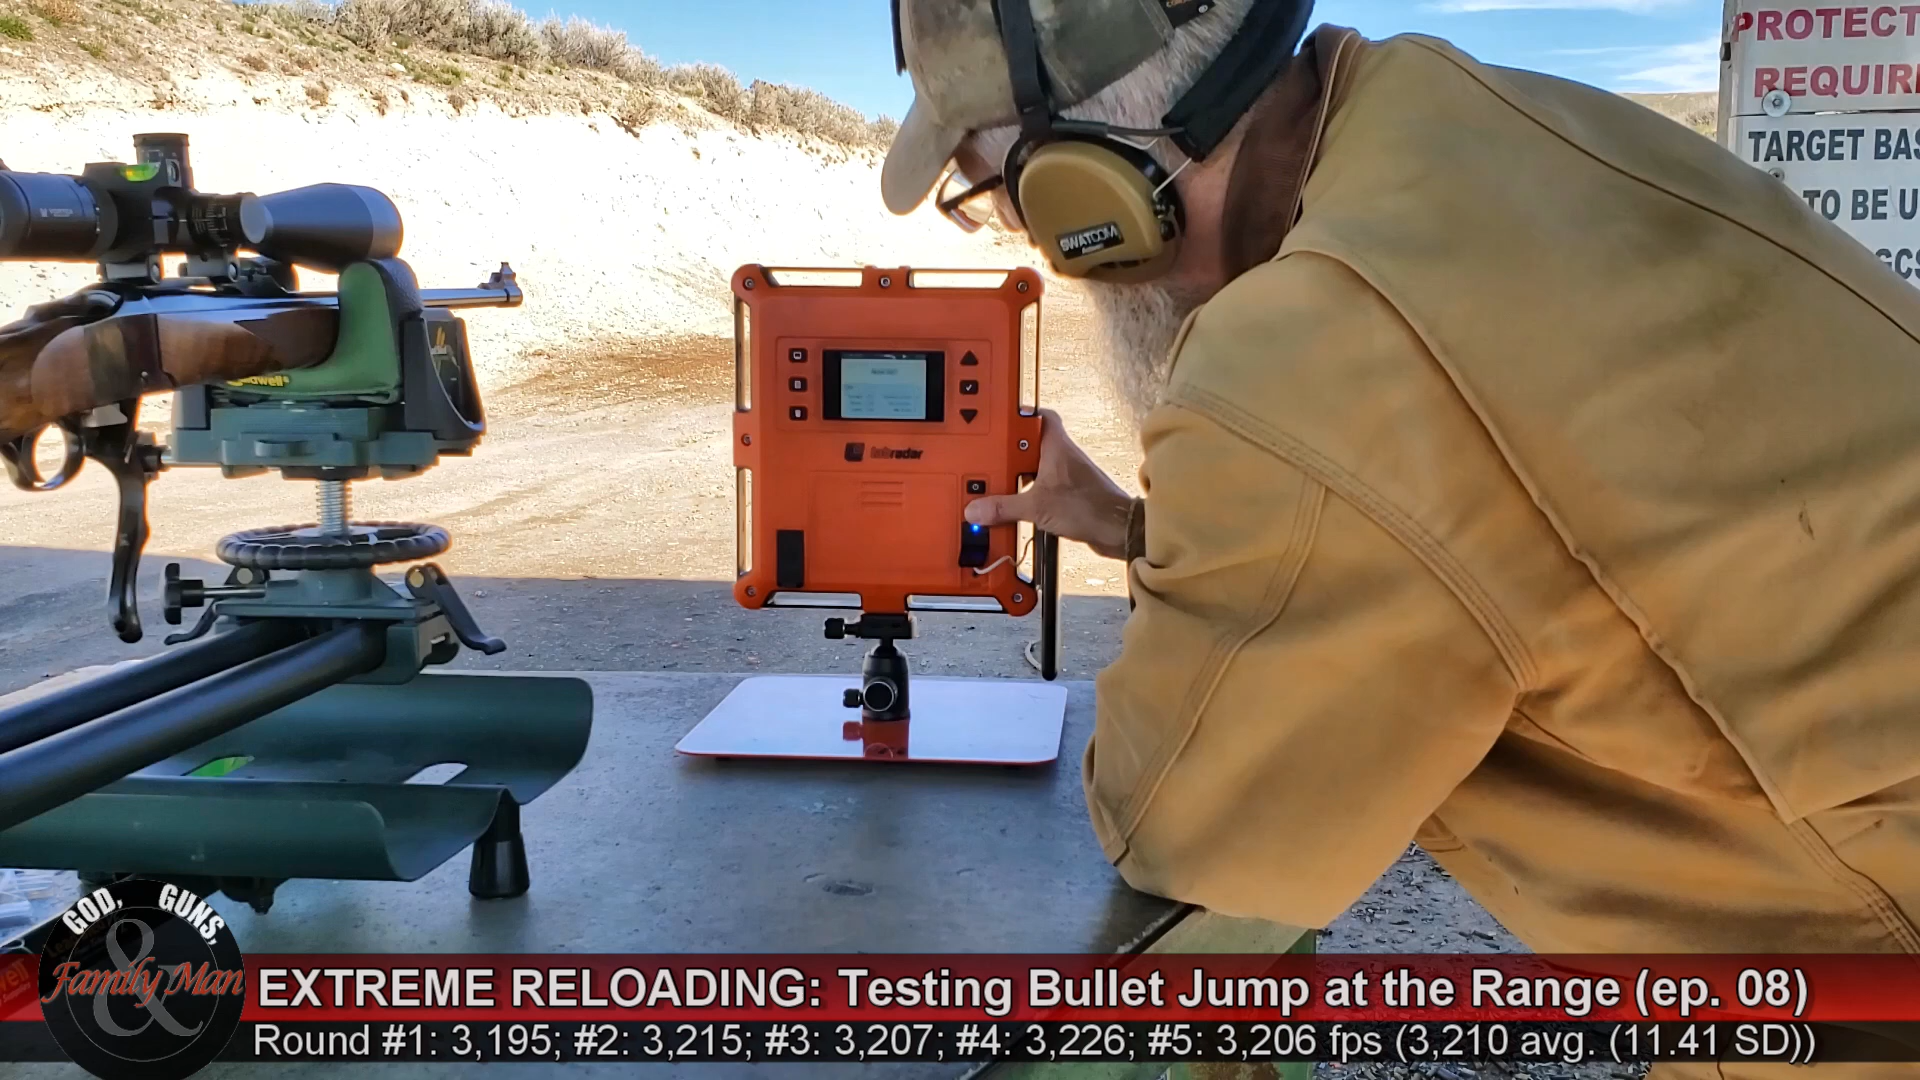 PROTECT
REQUIR
TARGET BAS
TO BE U
GCS
SWATCOM
labradar
GOD, GUNS,
&
Family Man
EXTREME RELOADING: Testing Bullet Jump at the Range (ep. 08)
Round #1: 3,195; #2: 3,215; #3: 3,207; #4: 3,226; #5: 3,206 fps (3,210 avg. (11.41 SD))